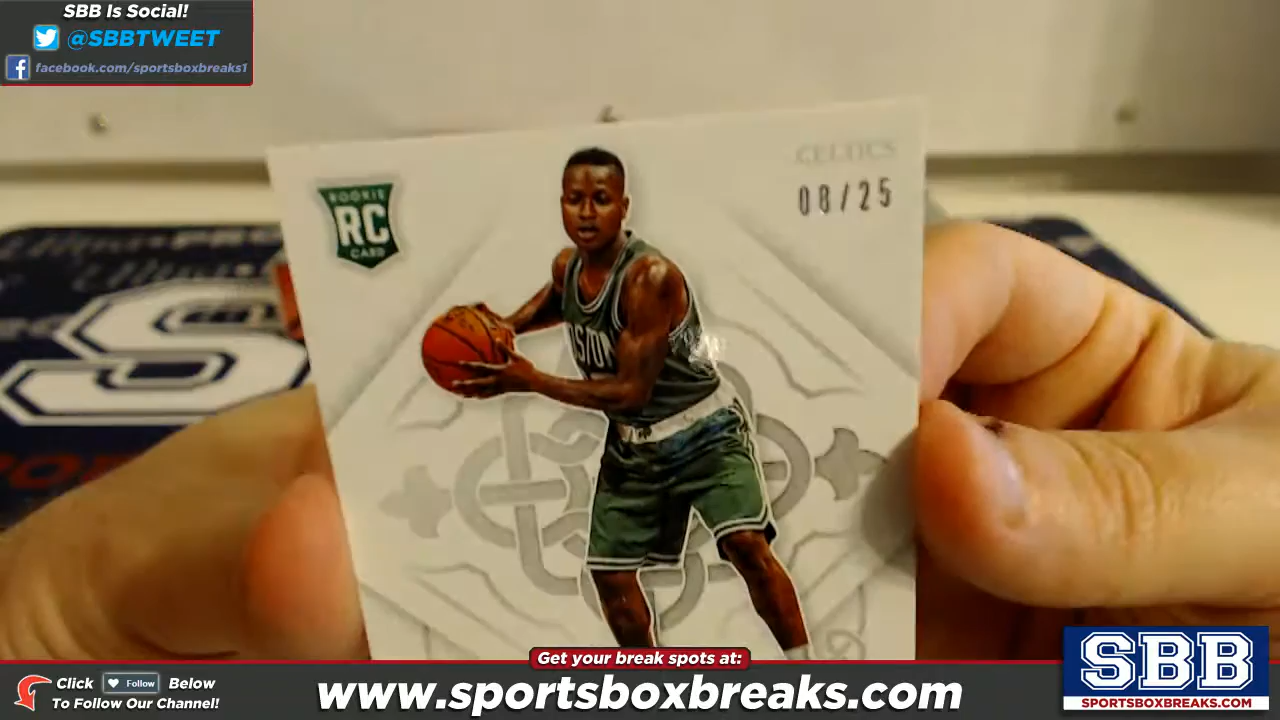 SBB Is Social!
@SBBTWEET
facebook.com/sportsboxbreaks1
CELTICS
08/25
ROOKIE
RC
CARD
BOSTON
Get your break spots at:
Click Follow Below
To Follow Our Channel!
www.sportsboxbreaks.com
SBB
SPORTSBOXBREAKS.COM